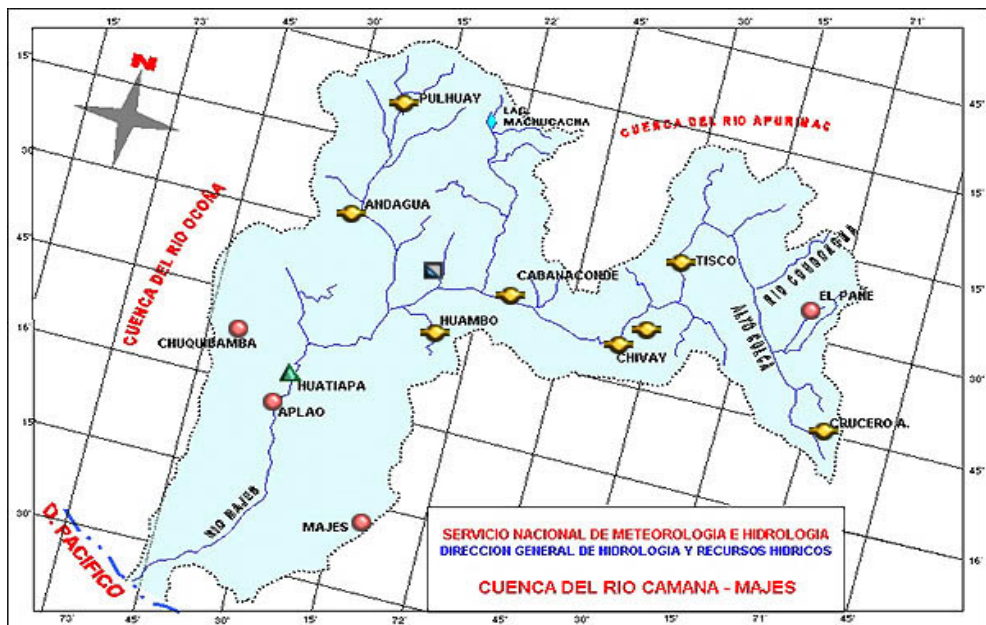 15' 73' 45' 30' 15' 72' 45' 30' 15' 71'
15' 30' 45' 16' 15' 30'
45' 15' 15' 30' 45' 16'
N
PULHUAY
LAG.
MACHUCACHA
CUENCA DEL RIO APURIMAC
CUENCA DEL RIO OCOÑA
ANDAGUA
TISCO
RIO CONDOROMA
CABANACONDE
EL PANE
ALTO COLCA
HUAMBO
CHUQUIBAMBA
CHIVAY
HUATIAPA
APLAO
CRUCERO A.
RIO MAJES
MAJES
O. PACIFICO
SERVICIO NACIONAL DE METEOROLOGIA E HIDROLOGIA
DIRECCION GENERAL DE HIDROLOGIA Y RECURSOS HIDRICOS
CUENCA DEL RIO CAMANA - MAJES
73' 45' 30' 15' 72' 45' 30' 15' 71' 45'